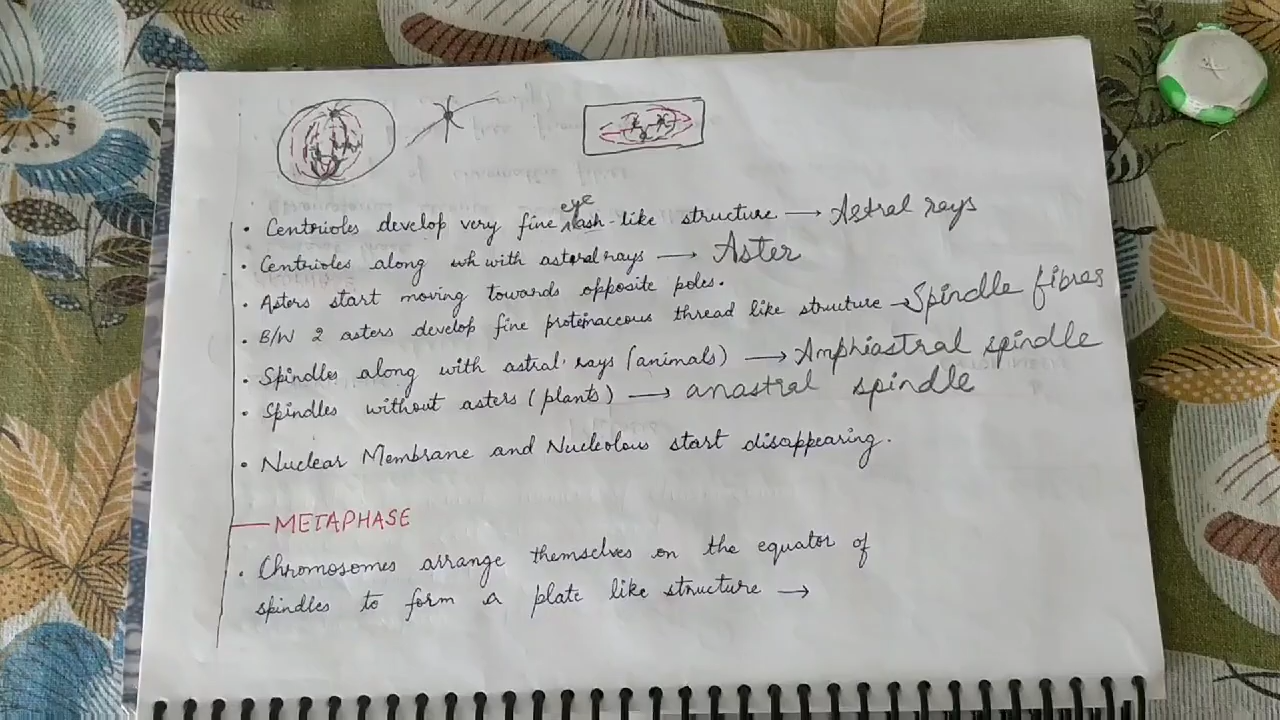 • Centrioles develop very fine eye lash-like structure → Astral rays
• Centrioles along wh with astral rays → Aster
• Asters start moving towards opposite poles.
• B/W 2 asters develop fine proteinaceous thread like structure → Spindle fibres
• Spindles along with astral rays (animals) → Amphiastral spindle
• Spindles without asters (plants) → anastral spindle
• Nuclear Membrane and Nucleolous start disappearing.
METAPHASE
• Chromosomes arrange themselves on the equator of
spindles to form a plate like structure →